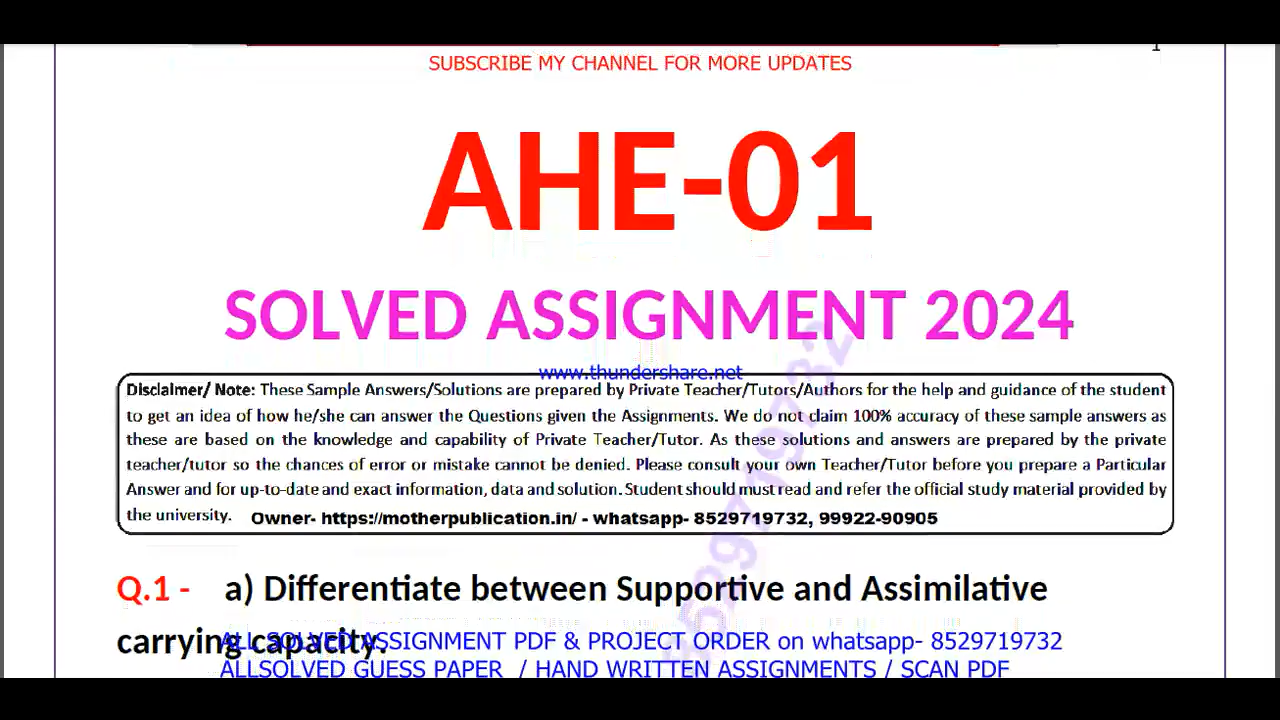 SUBSCRIBE MY CHANNEL FOR MORE UPDATES
AHE-01
SOLVED ASSIGNMENT 2024
www.thundershare.net
Disclaimer/ Note: These Sample Answers/Solutions are prepared by Private Teacher/Tutors/Authors for the help and guidance of the student
to get an idea of how he/she can answer the Questions given the Assignments. We do not claim 100% accuracy of these sample answers as
these are based on the knowledge and capability of Private Teacher/Tutor. As these solutions and answers are prepared by the private
teacher/tutor so the chances of error or mistake cannot be denied. Please consult your own Teacher/Tutor before you prepare a Particular
Answer and for up-to-date and exact information, data and solution. Student should must read and refer the official study material provided by
the university. Owner- https://motherpublication.in/ - whatsapp- 8529719732, 99922-90905
8529719732
Q.1 - a) Differentiate between Supportive and Assimilative
carrying capacity.
ALL SOLVED ASSIGNMENT PDF & PROJECT ORDER on whatsapp- 8529719732
ALLSOLVED GUESS PAPER / HAND WRITTEN ASSIGNMENTS / SCAN PDF